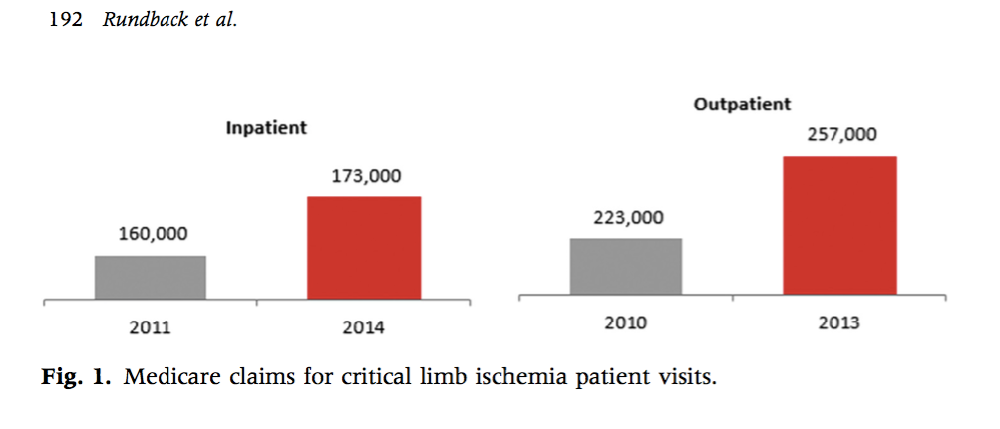 192 Rundback et al.
Inpatient
173,000
160,000
2011
2014
Outpatient
257,000
223,000
2010
2013
Fig. 1. Medicare claims for critical limb ischemia patient visits.